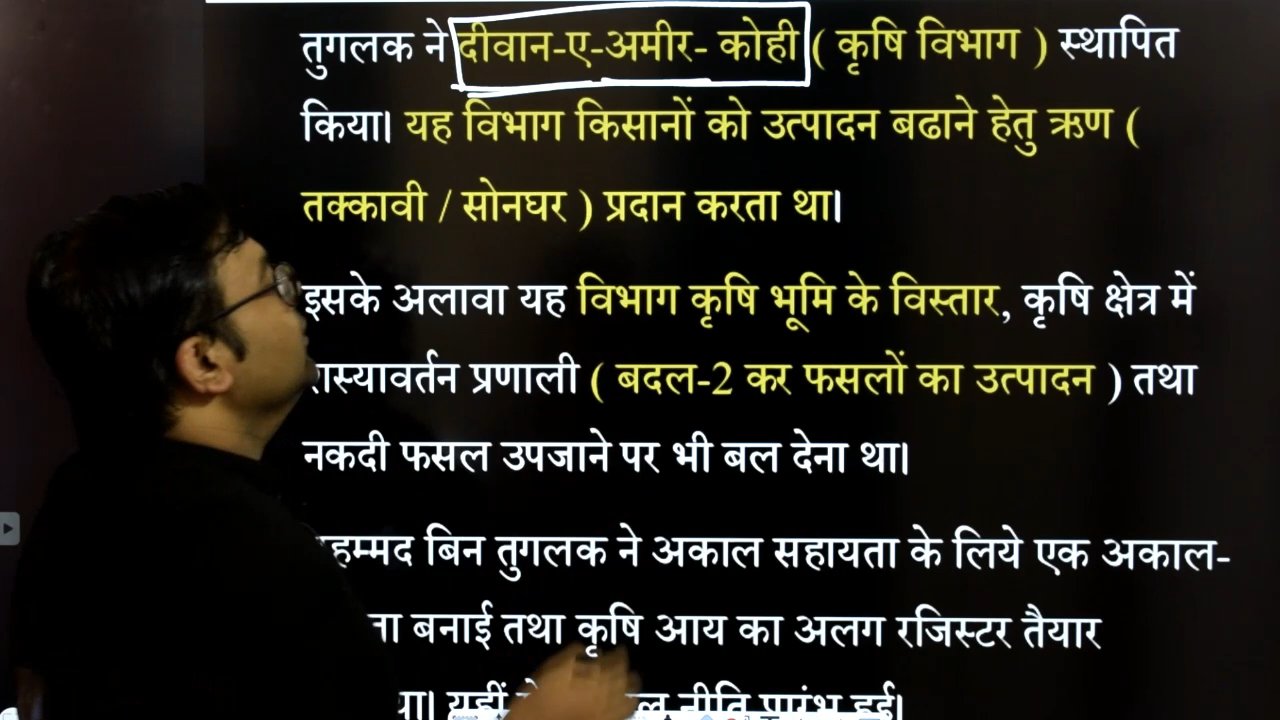 तुगलक ने दीवान-ए-अमीर- कोही ( कृषि विभाग ) स्थापित
किया। यह विभाग किसानों को उत्पादन बढाने हेतु ऋण (
तक्कावी / सोनघर ) प्रदान करता था।
इसके अलावा यह विभाग कृषि भूमि के विस्तार, कृषि क्षेत्र में
प्रणाली ( बदल-2 कर फसलों का उत्पादन ) तथा
नकदी फसल उपजाने पर भी बल देना था।
बिन तुगलक ने अकाल सहायता के लिये एक अकाल-
बनाई तथा कृषि आय का अलग रजिस्टर तैयार
यहीं नीति प्रारंभ हुई।